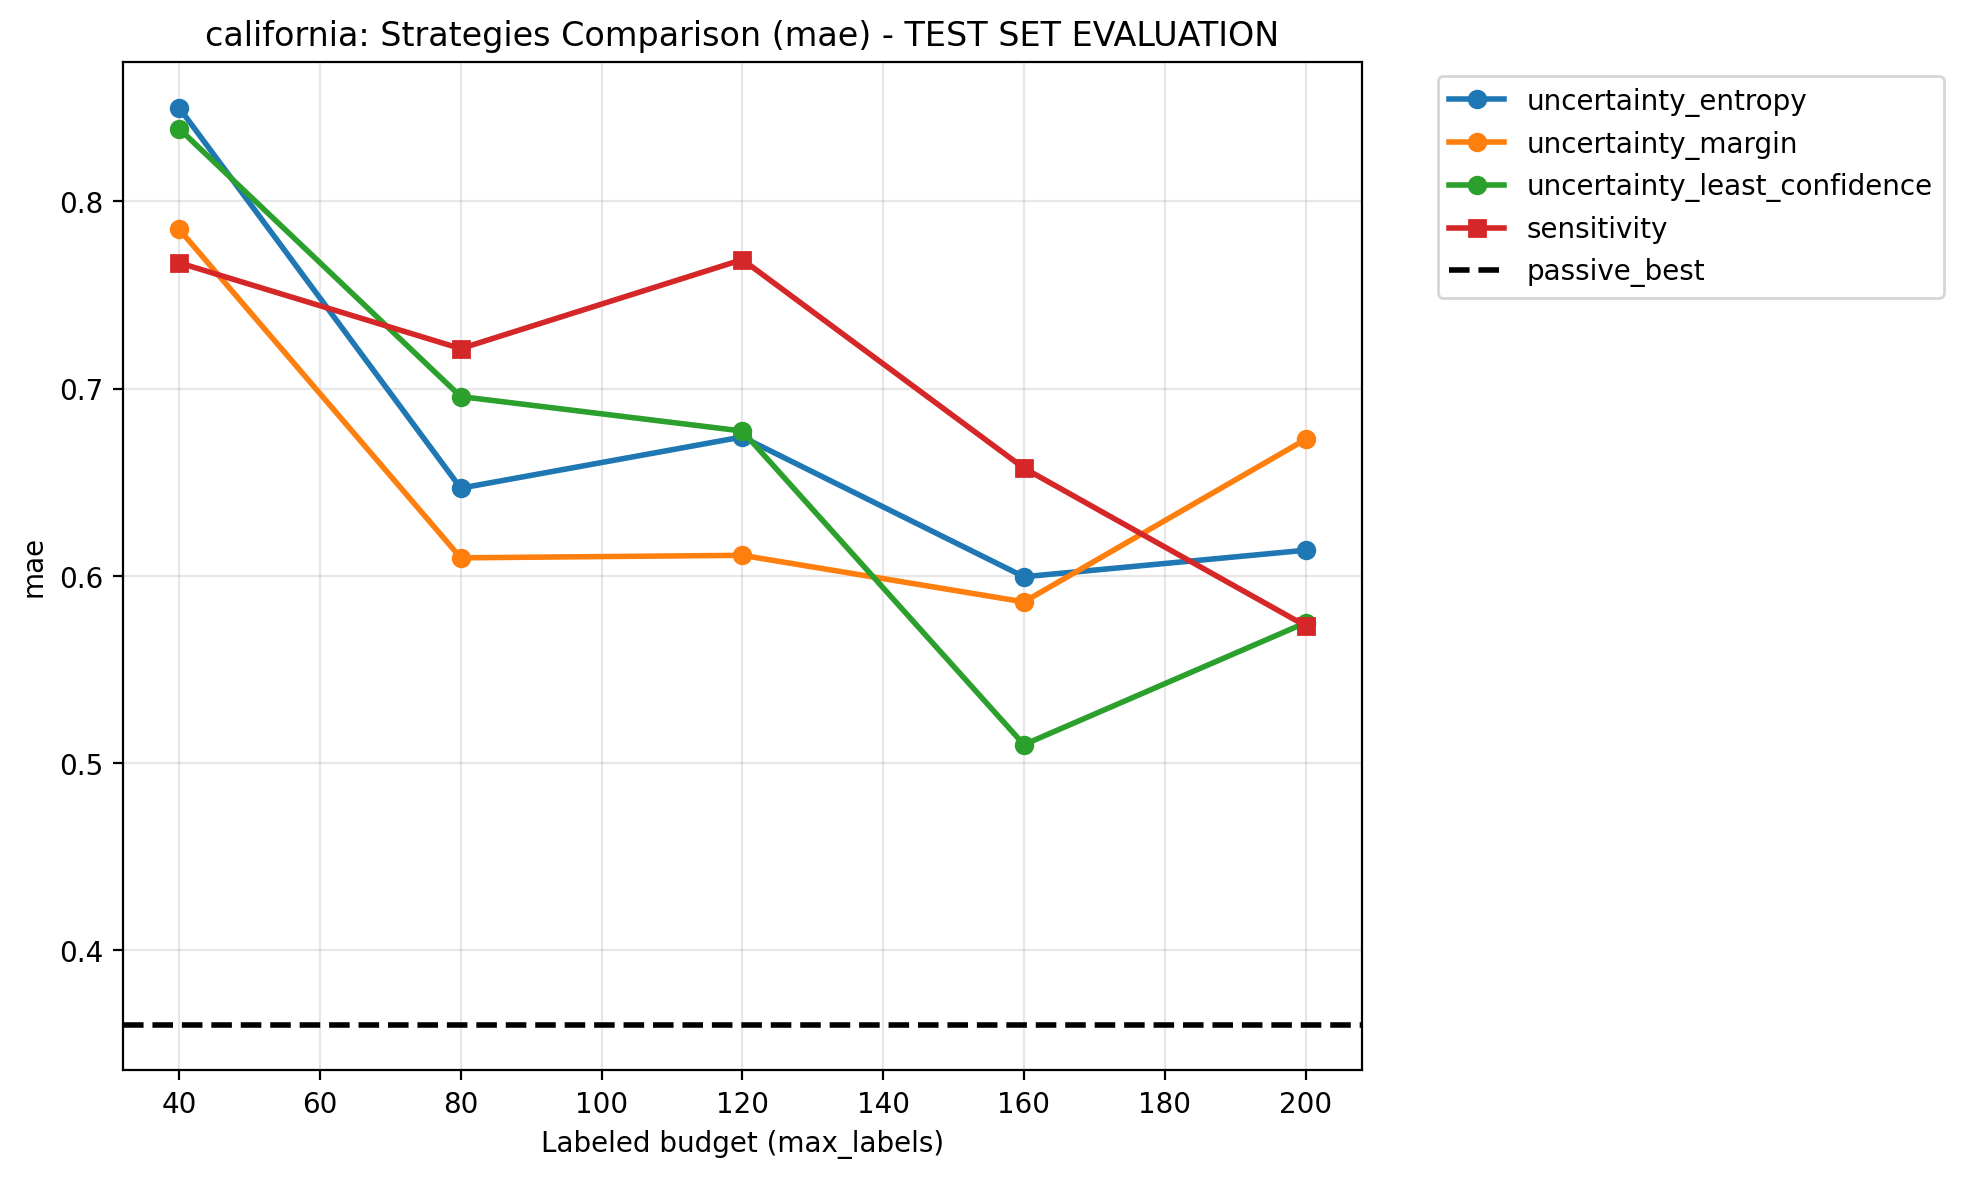 california: Strategies Comparison (mae) - TEST SET EVALUATION
uncertainty_entropy
uncertainty_margin
uncertainty_least_confidence
sensitivity
passive_best
mae
0.8
0.7
0.6
0.5
0.4
40 60 80 100 120 140 160 180 200
Labeled budget (max_labels)